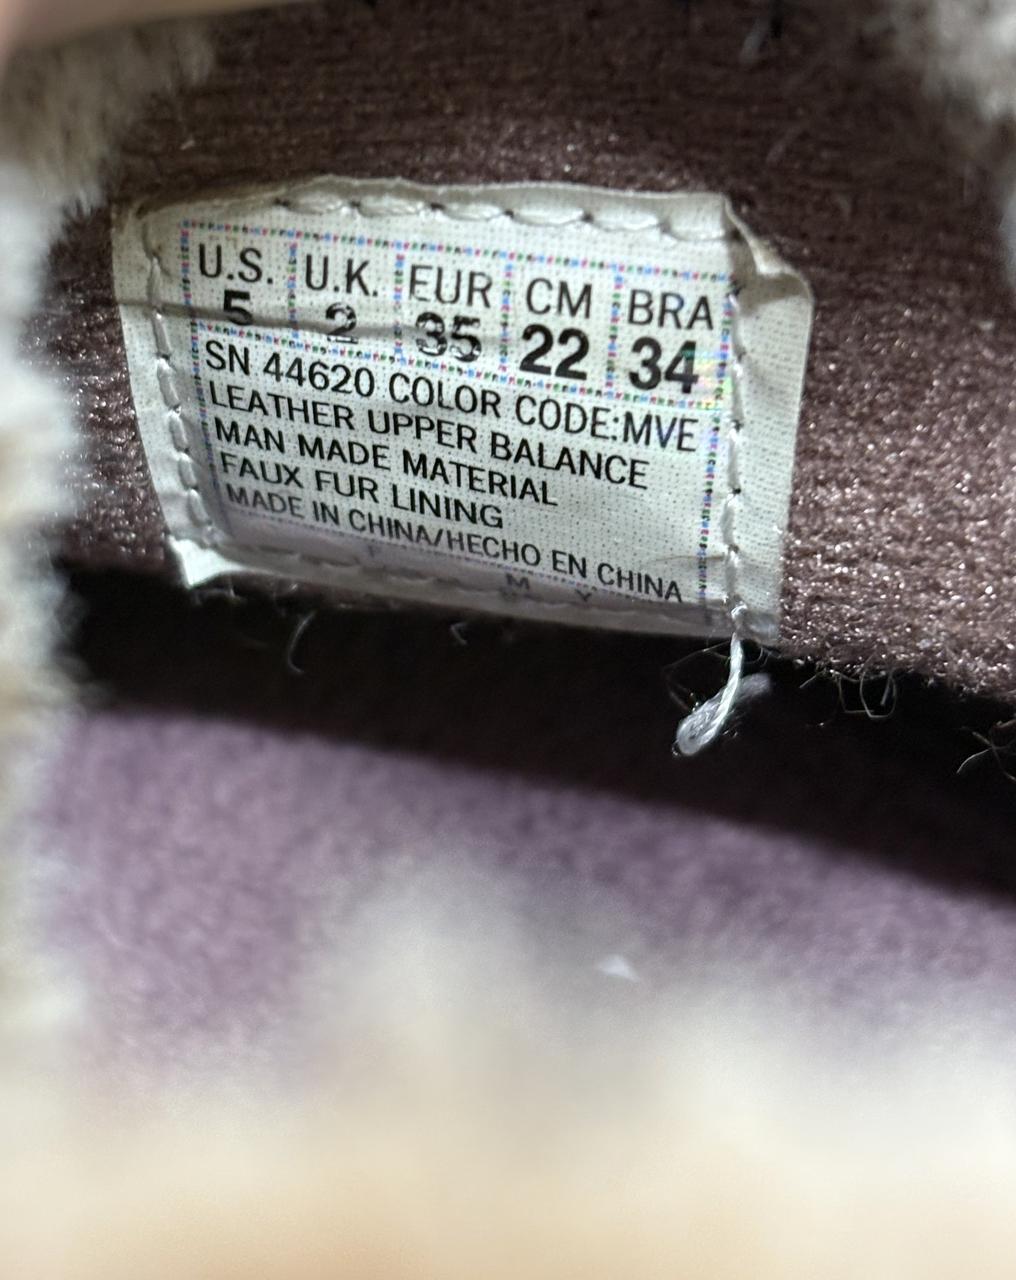 U.S. U.K. EUR CM BRA
5 2 35 22 34
SN 44620 COLOR CODE:MVE
LEATHER UPPER BALANCE
MAN MADE MATERIAL
FAUX FUR LINING
MADE IN CHINA/HECHO EN CHINA
F M Y